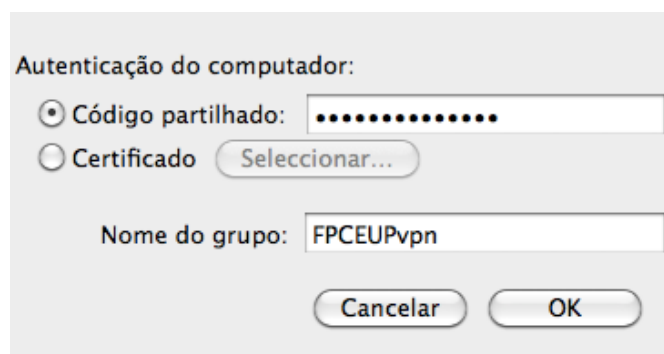 Autenticação do computador:
Código partilhado: ••••••••••••••
Certificado Seleccionar...
Nome do grupo: FPCEUPvpn
Cancelar OK